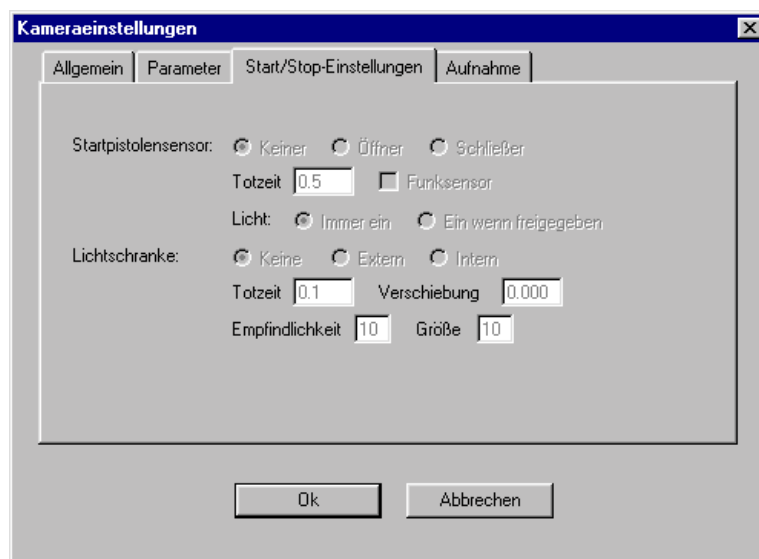 Kameraeinstellungen
Allgemein Parameter Start/Stop-Einstellungen Aufnahme
Startpistolensensor: Keiner Öffner Schließer
Totzeit 0.5 Funksensor
Licht: Immer ein Ein wenn freigegeben
Lichtschranke: Keine Extern Intern
Totzeit 0.1 Verschiebung 0.000
Empfindlichkeit 10 Größe 10
Ok Abbrechen